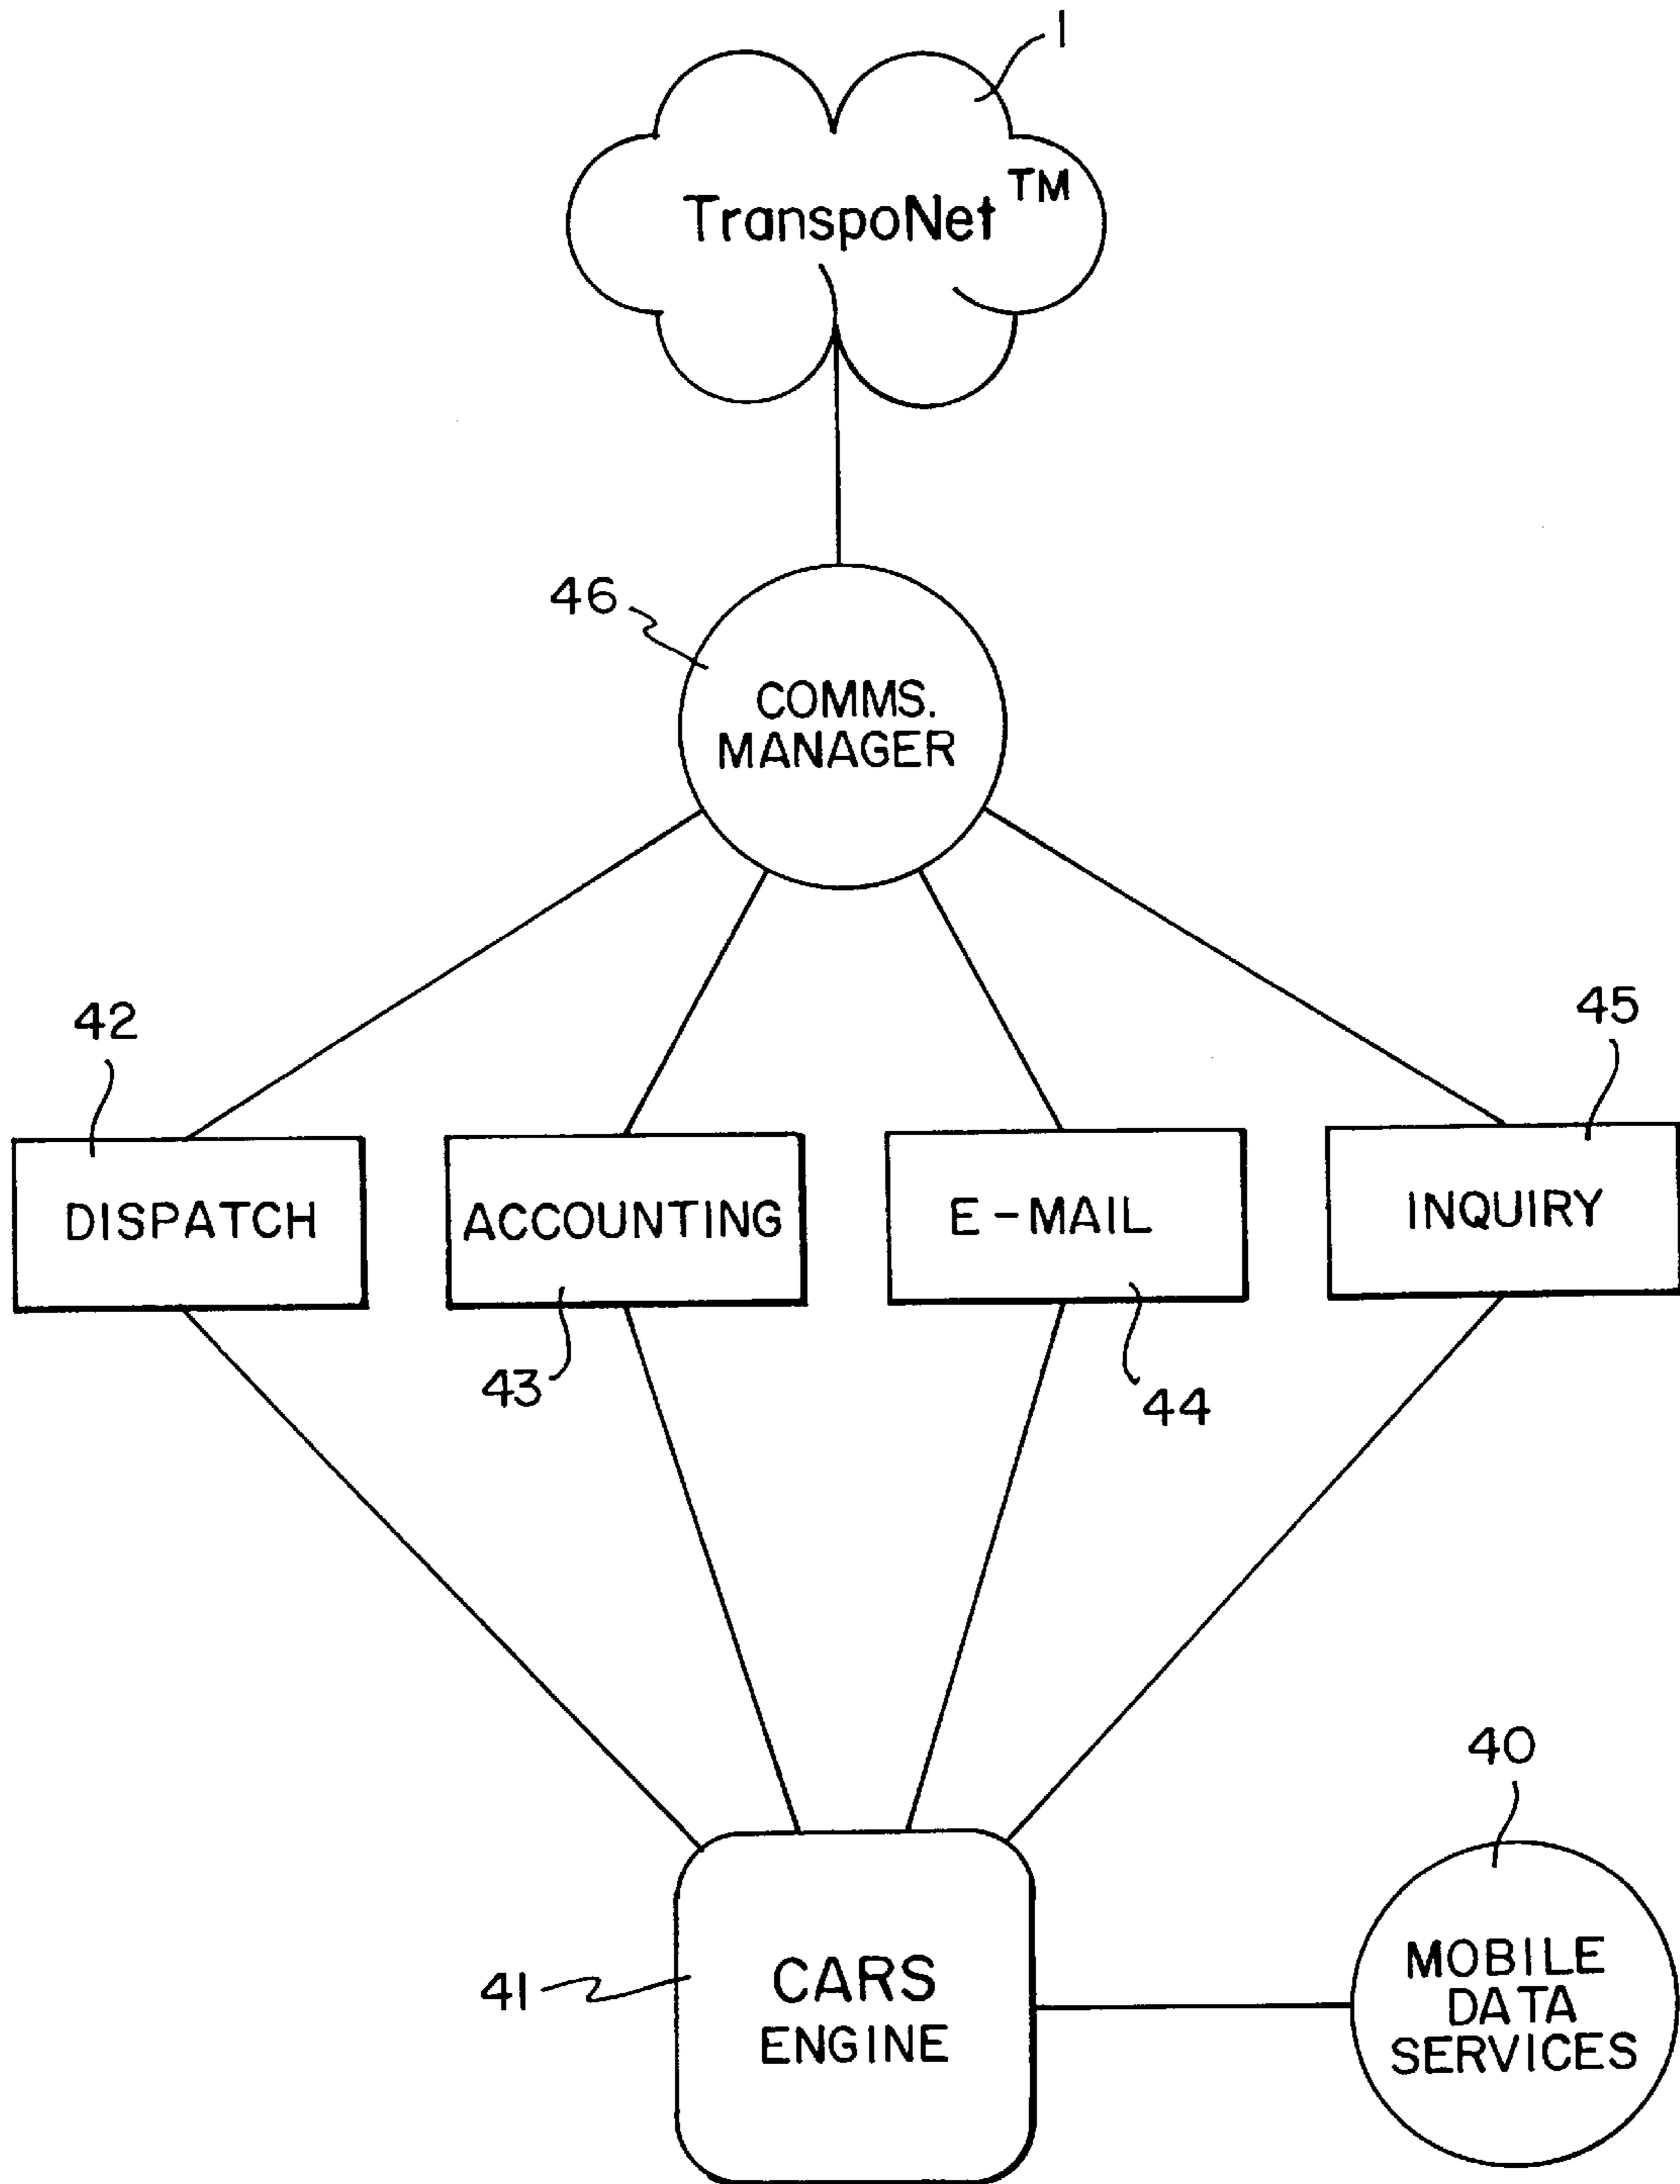 1
TranspoNet™
46
COMMS.
MANAGER
42
45
DISPATCH
ACCOUNTING
E-MAIL
INQUIRY
43
44
40
41
CARS
ENGINE
MOBILE
DATA
SERVICES